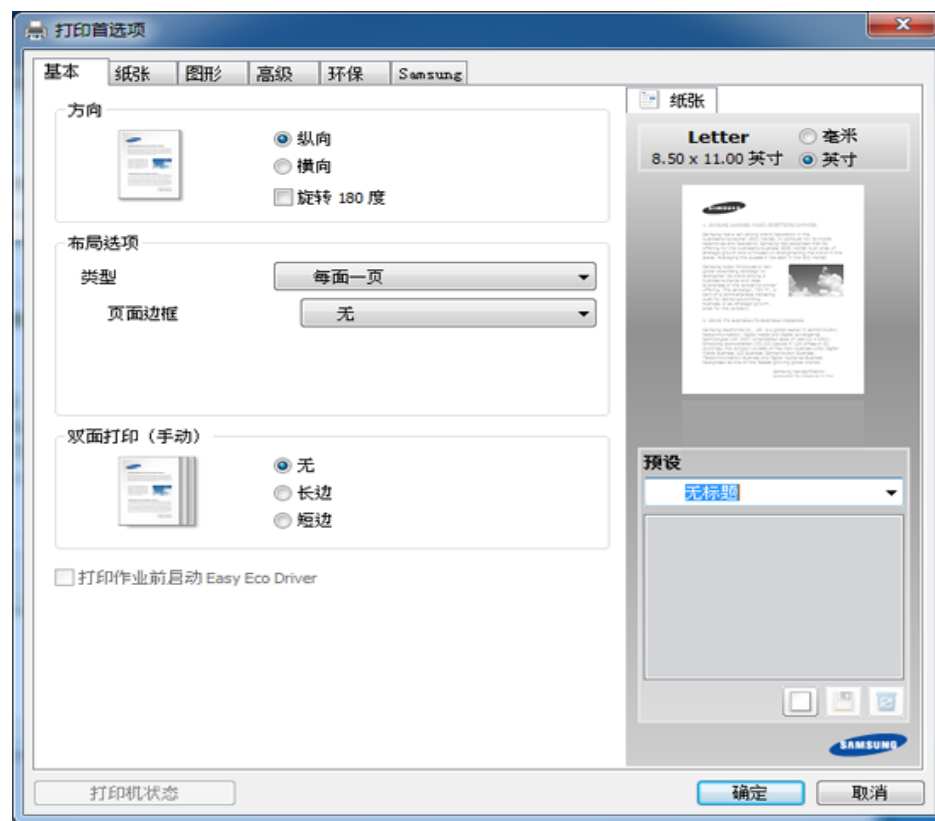 打印首选项
基本 纸张 图形 高级 环保 Samsung
方向
纵向
横向
旋转 180 度
布局选项
类型 每面一页
页面边框 无
双面打印（手动）
无
长边
短边
打印作业前启动 Easy Eco Driver
纸张
Letter 毫米
8.50 x 11.00 英寸 英寸
SAMSUNG
预设
无标题
SAMSUNG
打印机状态 确定 取消